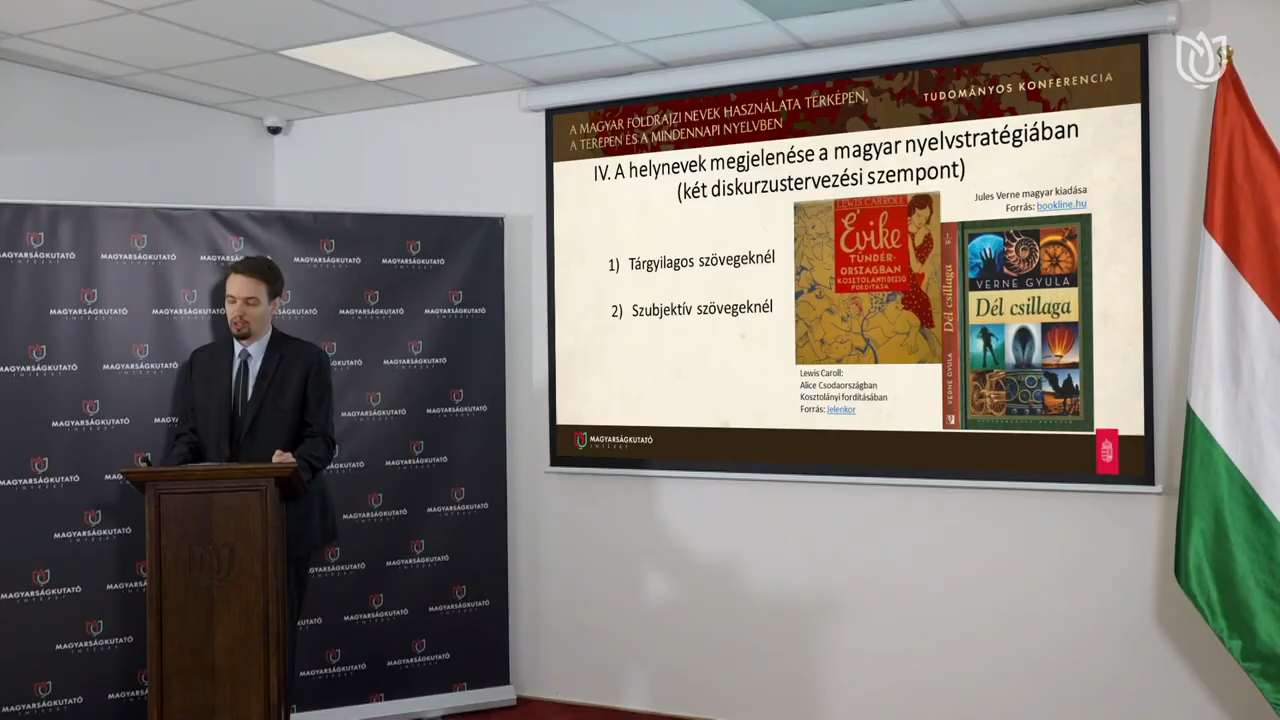 A MAGYAR FÖLDRAJZI NEVEK HASZNÁLATA TÉRKÉPEN,
A TEREPEN ÉS A MINDENNAPI NYELVBEN
TUDOMÁNYOS KONFERENCIA
IV. A helynevek megjelenése a magyar nyelvstratégiában
(két diskurzustervezési szempont)
1) Tárgyilagos szövegeknél
2) Szubjektív szövegeknél
LEWIS CARROLL:
Évike
TÜNDÉR-
ORSZÁGBAN
KOSZTOLÁNYI DEZSŐ
FORDÍTÁSA
Lewis Caroll:
Alice Csodaországban
Kosztolányi fordításában
Forrás: Jelenkor
Jules Verne magyar kiadása
Forrás: bookline.hu
VERNE GYULA
Dél csillaga
Dél csillaga
VERNE GYULA
MAGYARSÁGKUTATÓ
INTÉZET
MAGYARSÁGKUTATÓ
INTÉZET